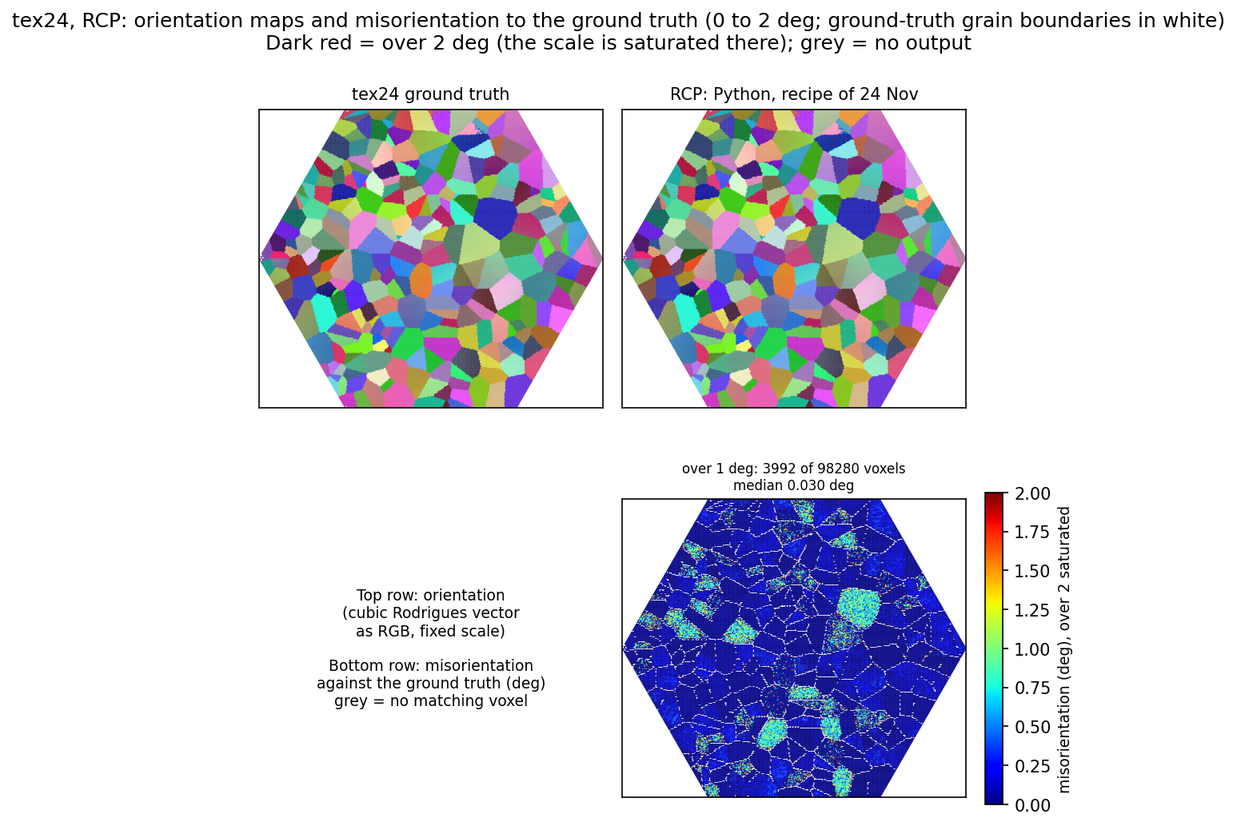 tex24, RCP: orientation maps and misorientation to the ground truth (0 to 2 deg; ground-truth grain boundaries in white)
Dark red = over 2 deg (the scale is saturated there); grey = no output
tex24 ground truth
RCP: Python, recipe of 24 Nov
over 1 deg: 3992 of 98280 voxels
median 0.030 deg
Top row: orientation
(cubic Rodrigues vector
as RGB, fixed scale)
Bottom row: misorientation
against the ground truth (deg)
grey = no matching voxel
2.00
1.75
1.50
1.25
1.00
0.75
0.50
0.25
0.00
misorientation (deg), over 2 saturated